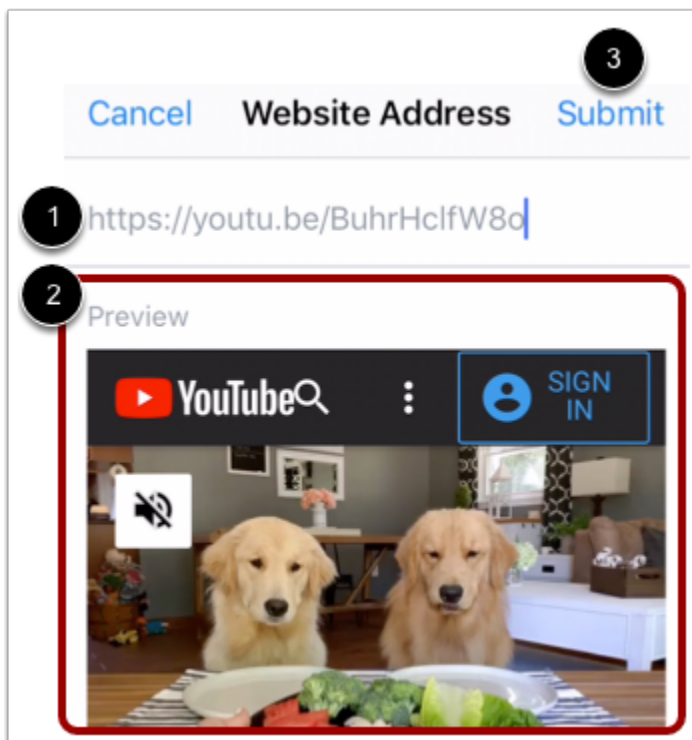 3
Cancel Website Address Submit
1 https://youtu.be/BuhrHclfW8o
2
Preview
YouTube SIGN
IN